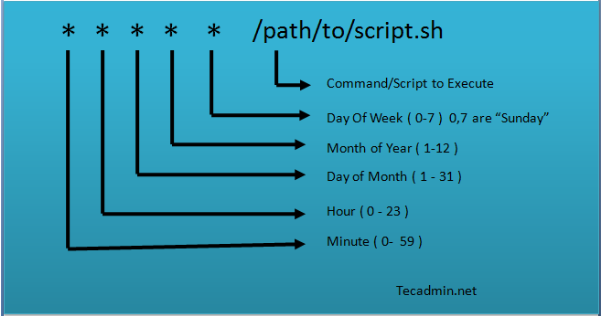 * * * * * /path/to/script.sh
Command/Script to Execute
Day Of Week ( 0-7 ) 0,7 are “Sunday”
Month of Year ( 1-12 )
Day of Month ( 1 - 31 )
Hour ( 0 - 23 )
Minute ( 0- 59 )
Tecadmin.net